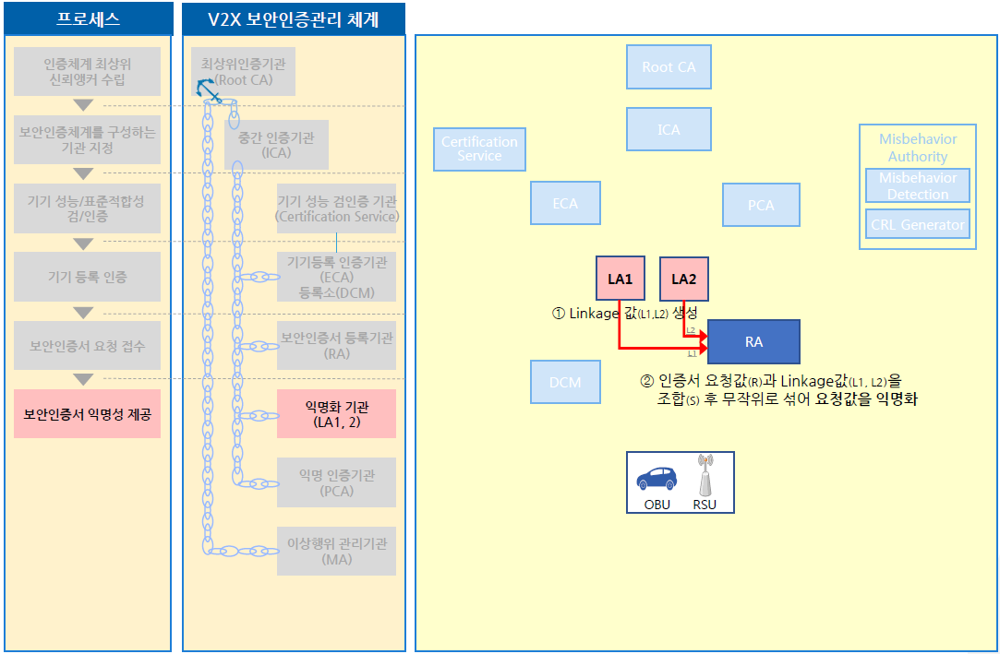 프로세스
인증체계 최상위
신뢰앵커 수립
보안인증체계를 구성하는
기관 지정
기기 성능/표준적합성
검/인증
기기 등록 인증
보안인증서 요청 접수
보안인증서 익명성 제공
V2X 보안인증관리 체계
최상위인증기관
(Root CA)
중간 인증기관
(ICA)
기기 성능 검인증 기관
(Certification Service)
기기등록 인증기관
(ECA)
등록소(DCM)
보안인증서 등록기관
(RA)
익명화 기관
(LA1, 2)
익명 인증기관
(PCA)
이상행위 관리기관
(MA)
Root CA
ICA
Certification
Service
Misbehavior
Authority
Misbehavior
Detection
CRL Generator
ECA
PCA
LA1
LA2
① Linkage 값(L1,L2) 생성
L2
L1
RA
DCM
② 인증서 요청값(R)과 Linkage값(L1, L2)을
조합(S) 후 무작위로 섞어 요청값을 익명화
OBU
RSU